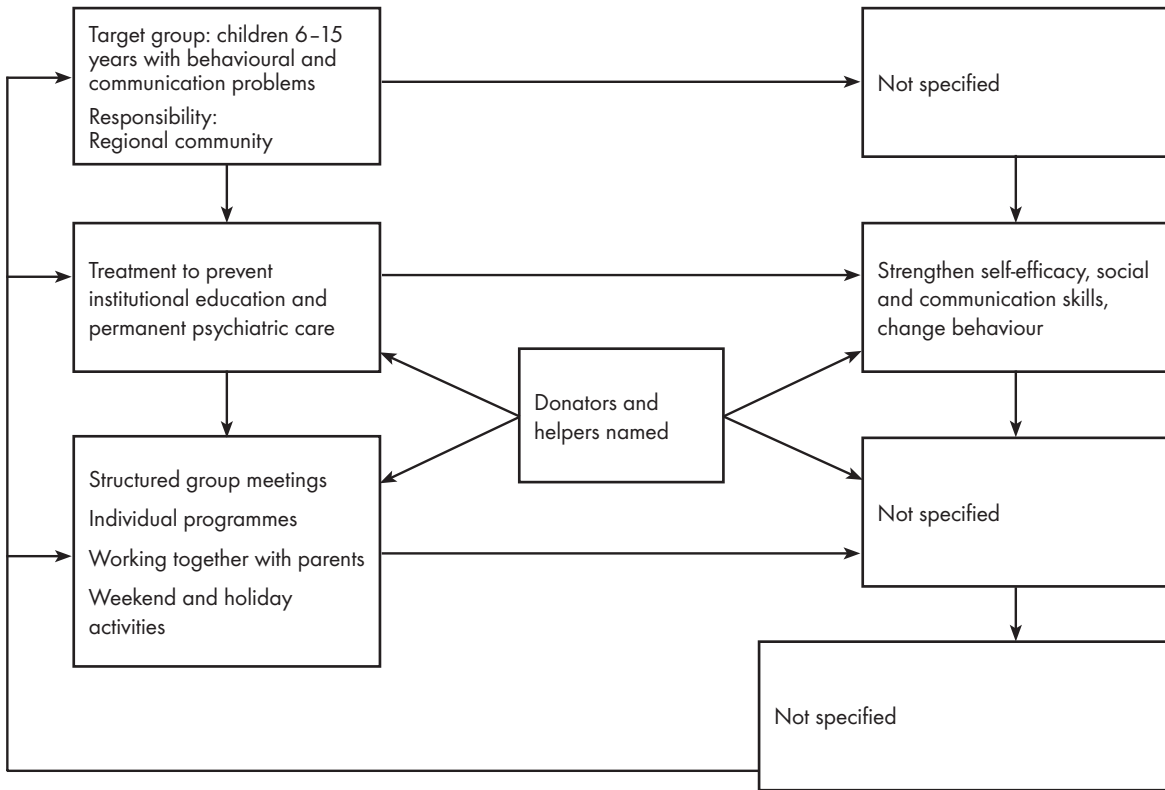 Target group: children 6–15
years with behavioural and
communication problems
Responsibility:
Regional community
Not specified
Treatment to prevent
institutional education and
permanent psychiatric care
Strengthen self-efficacy, social
and communication skills,
change behaviour
Donators and
helpers named
Structured group meetings
Individual programmes
Working together with parents
Weekend and holiday
activities
Not specified
Not specified